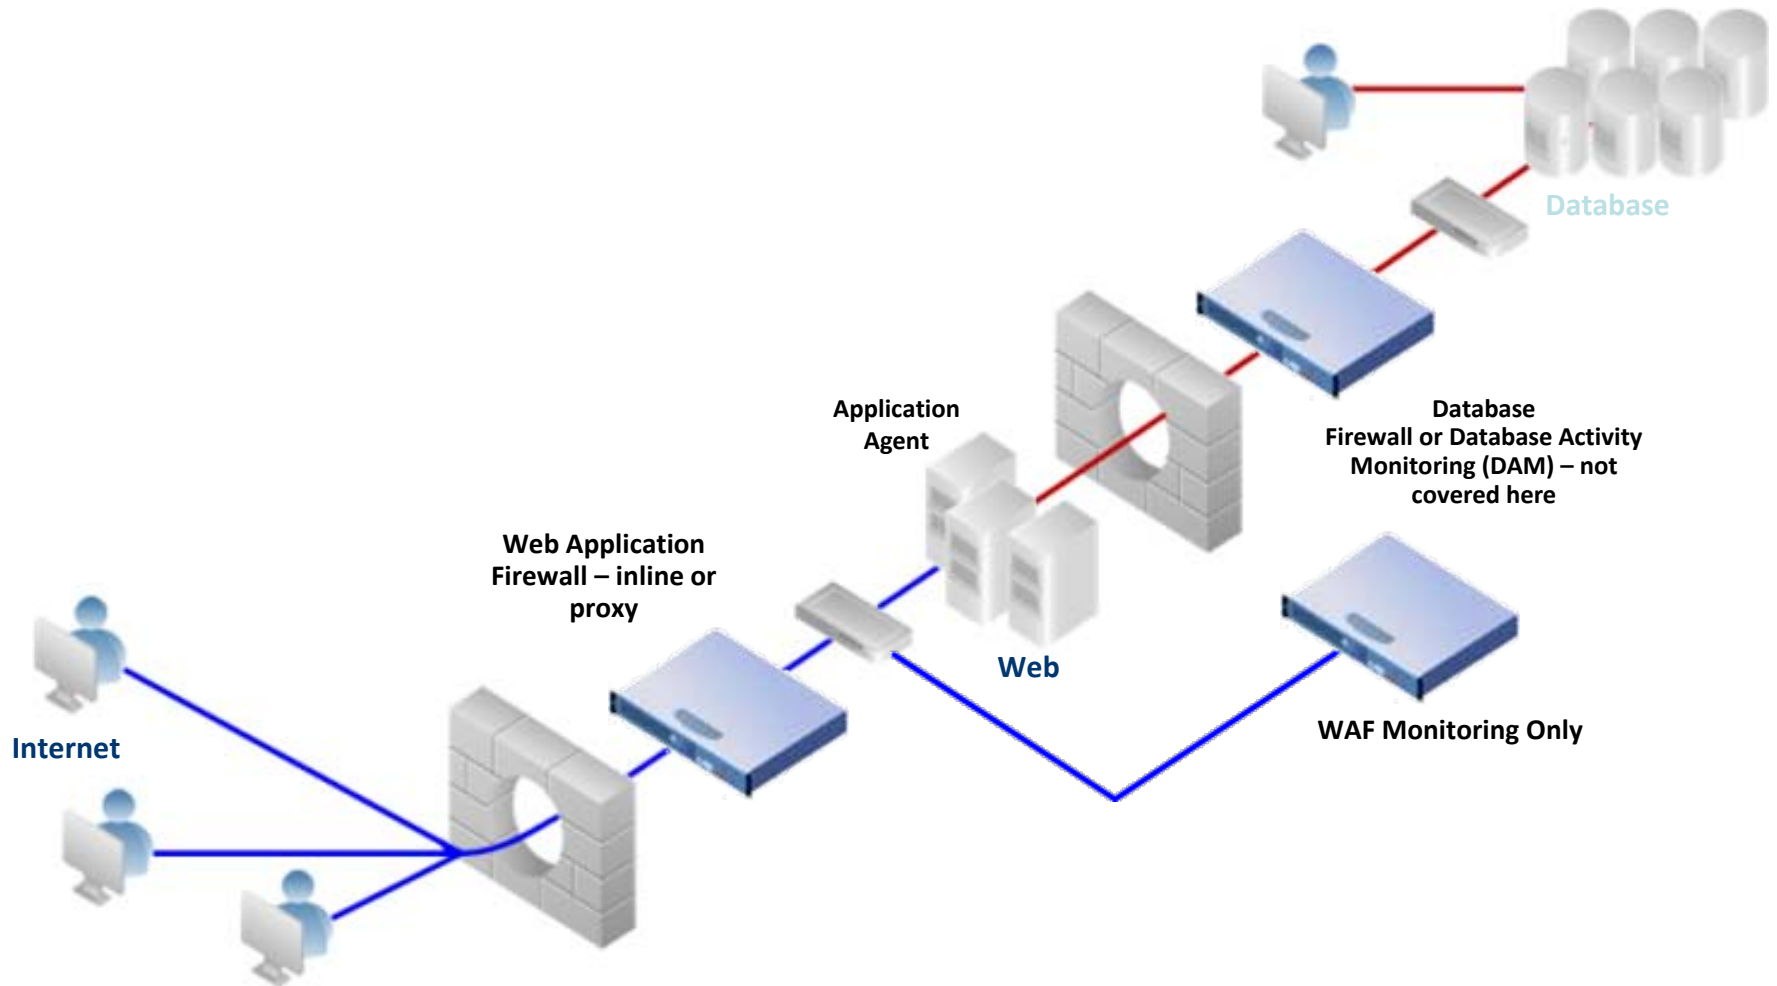 Database
Application
Agent
Database
Firewall or Database Activity
Monitoring (DAM) – not
covered here
Web Application
Firewall – inline or
proxy
Web
WAF Monitoring Only
Internet